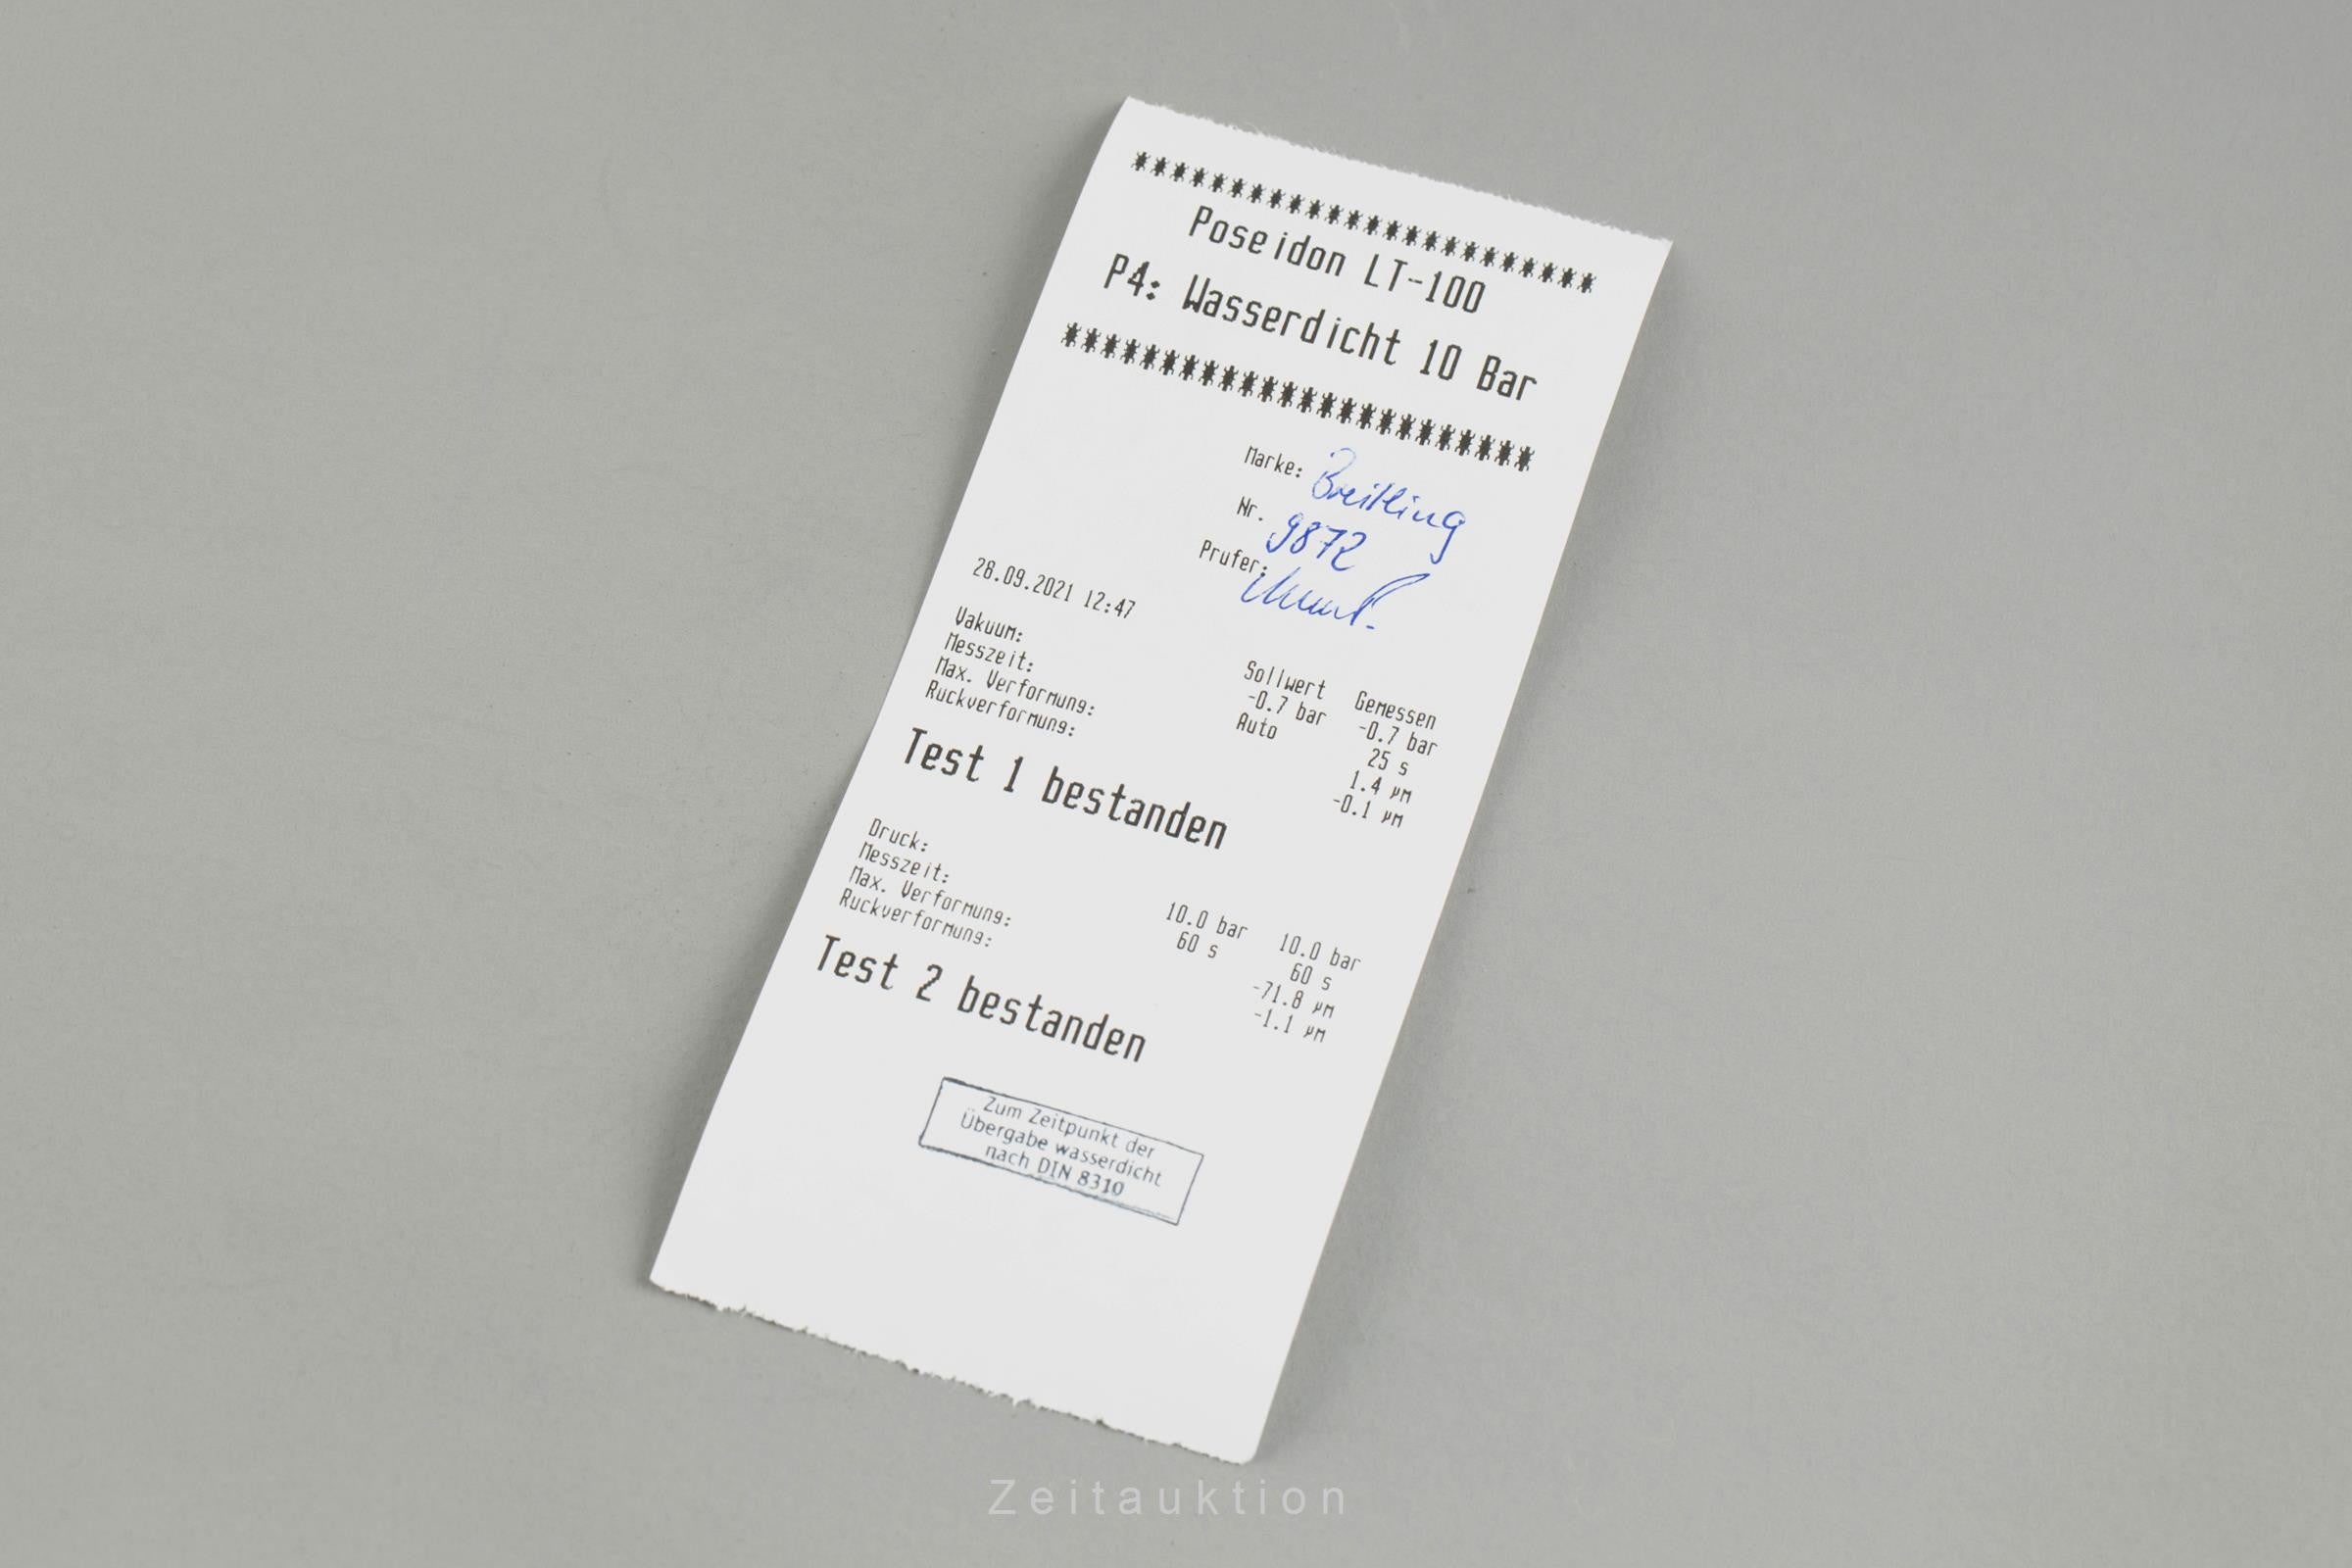 ************************
Poseidon LT-100
P4: Wasserdicht 10 Bar
************************
Marke: Breitling
Nr. 9872
Prufer:
28.09.2021 12:47
Sollwert Gemessen
Vakuum: -0.7 bar -0.7 bar
Messzeit: Auto 25 s
Max. Verformung: 1.4 µm
Ruckverformung: -0.1 µm
Test 1 bestanden
Druck: 10.0 bar 10.0 bar
Messzeit: 60 s 60 s
Max. Verformung: -71.8 µm
Ruckverformung: -1.1 µm
Test 2 bestanden
Zum Zeitpunkt der
Übergabe wasserdicht
nach DIN 8310
Zeitauktion